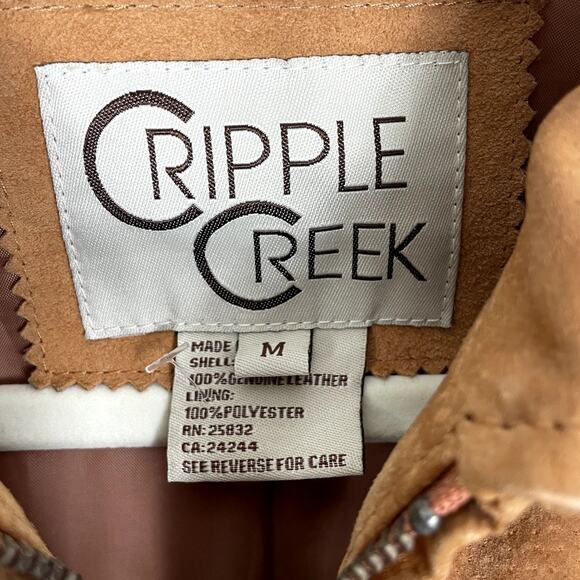 CRIPPLE
CREEK
M
MADE
SHELL:
100% GENUINE LEATHER
LINING:
100% POLYESTER
RN: 25832
CA: 24244
SEE REVERSE FOR CARE